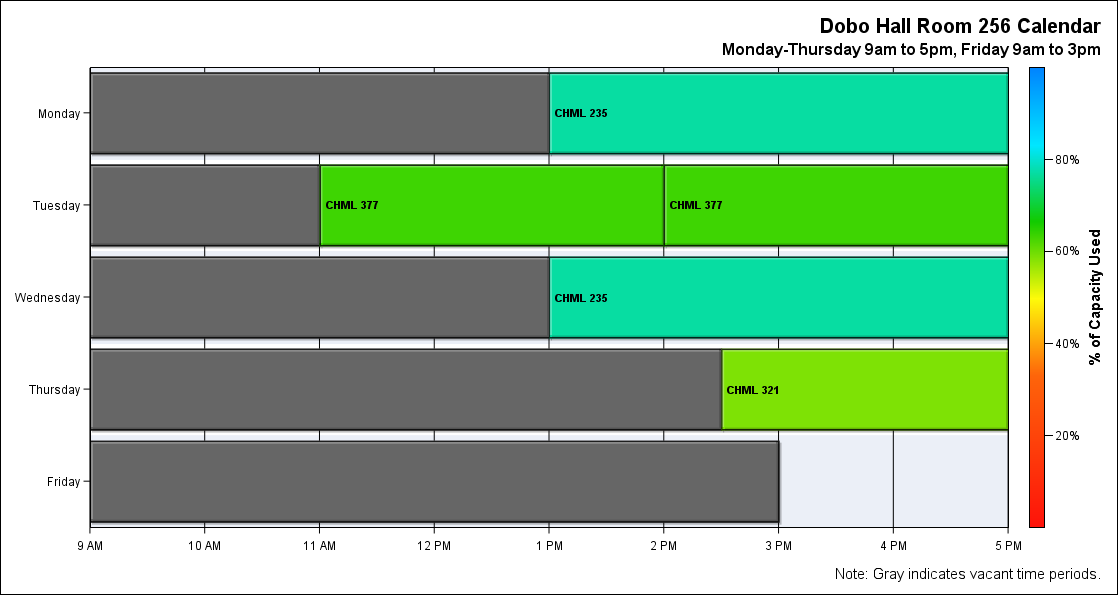 Dobo Hall Room 256 Calendar
Monday-Thursday 9am to 5pm, Friday 9am to 3pm
Monday
CHML 235
Tuesday
CHML 377
CHML 377
Wednesday
CHML 235
Thursday
CHML 321
Friday
9 AM
10 AM
11 AM
12 PM
1 PM
2 PM
3 PM
4 PM
5 PM
80%
60%
40%
20%
% of Capacity Used
Note: Gray indicates vacant time periods.